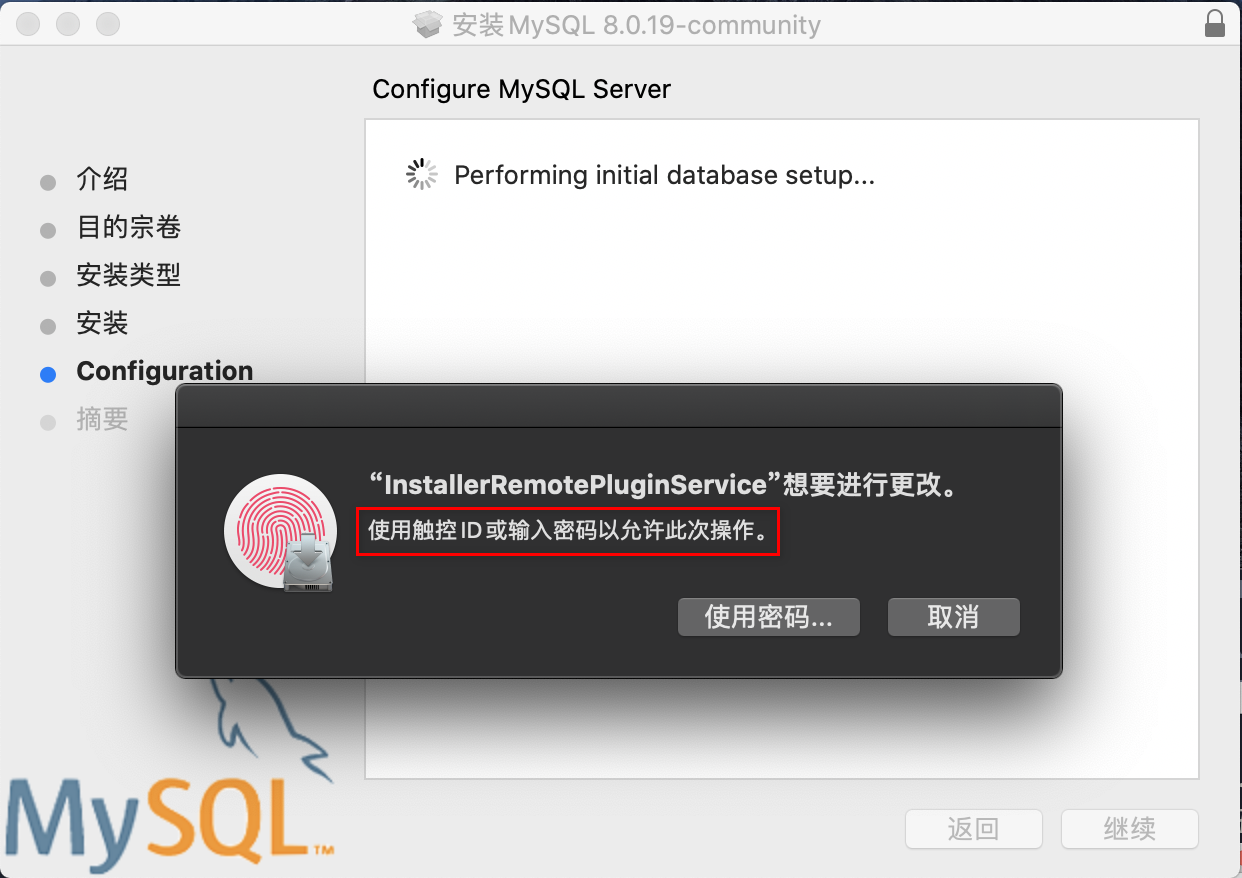 安装 MySQL 8.0.19-community
Configure MySQL Server
Performing initial database setup...
介绍
目的宗卷
安装类型
安装
Configuration
摘要
“InstallerRemotePluginService”想要进行更改。
使用触控 ID 或输入密码以允许此次操作。
使用密码...
取消
MySQL™
返回
继续